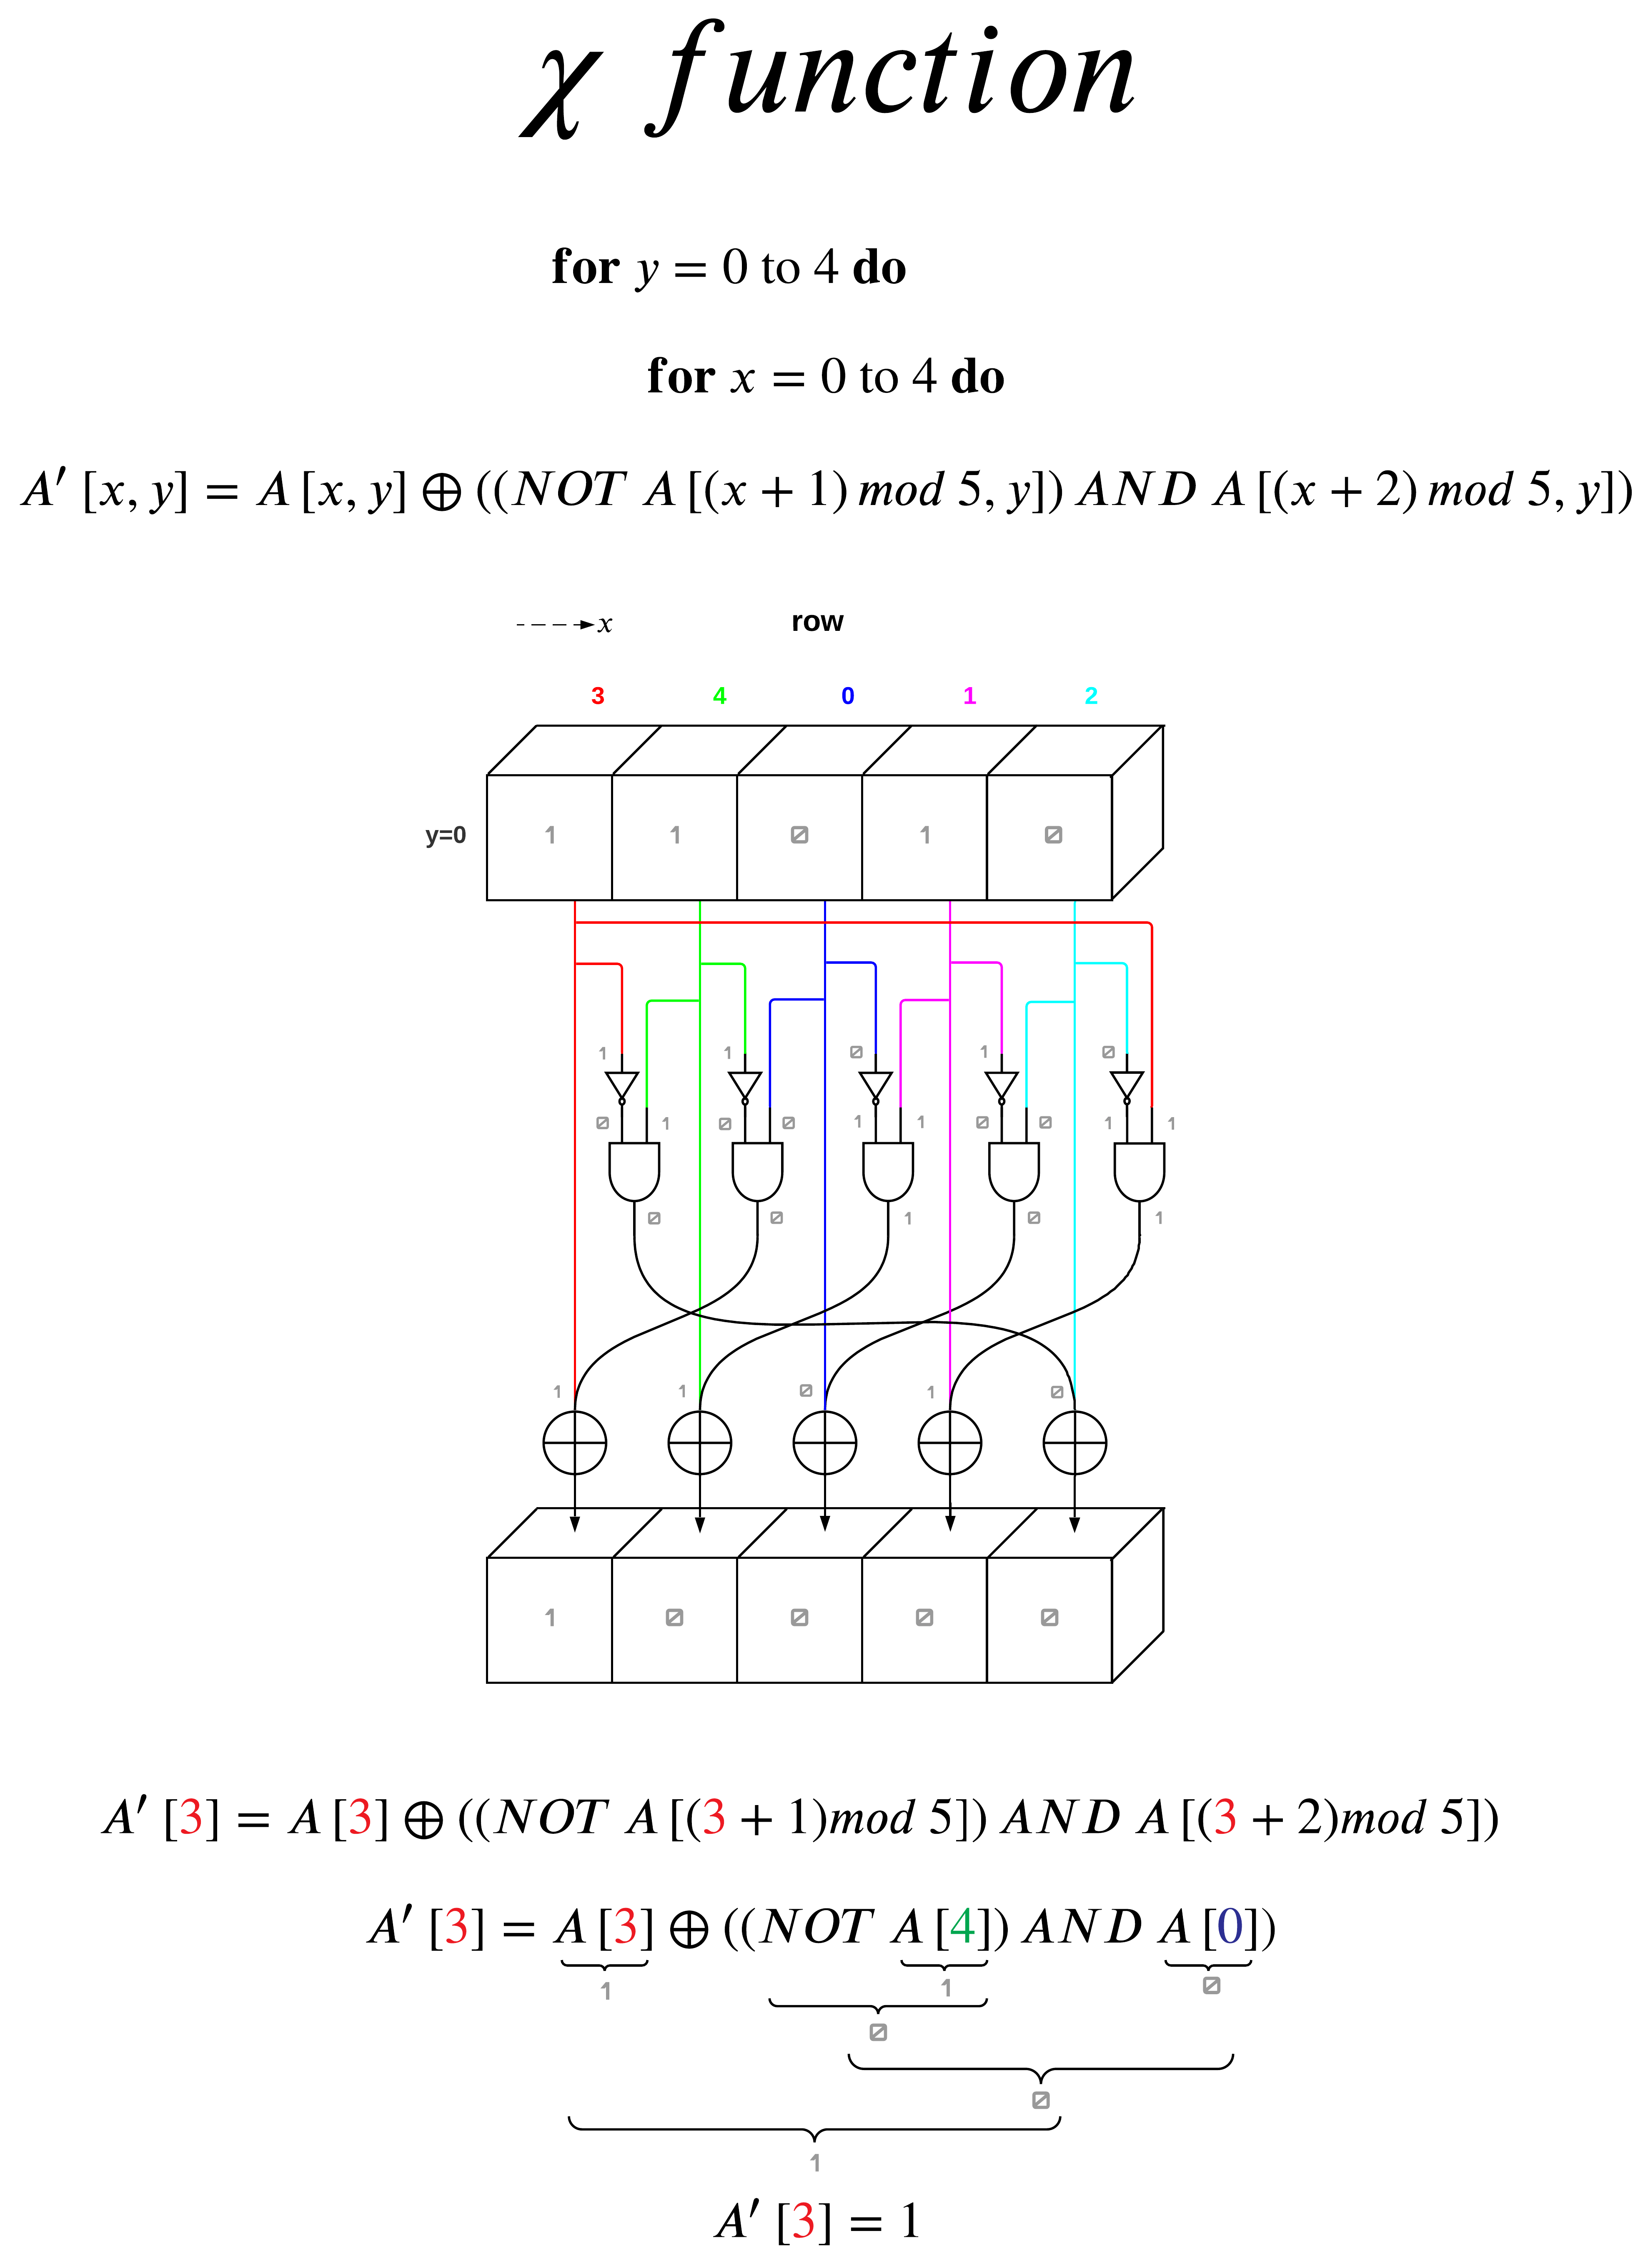 χ function
for y = 0 to 4 do
for x = 0 to 4 do
A′ [x, y] = A [x, y] ⊕ ((NOT A [(x + 1) mod 5, y]) AND A [(x + 2) mod 5, y])
x row
3 4 0 1 2
y=0 1 1 0 1 0
1 1 0 1 0
0 1 0 0 1 1 0 0 1 1
0 0 1 0 1
1 1 0 1 0
1 0 0 0 0
A′ [3] = A [3] ⊕ ((NOT A [(3 + 1)mod 5]) AND A [(3 + 2)mod 5])
A′ [3] = A [3] ⊕ ((NOT A [4]) AND A [0])
1 1 0
0
0
1
A′ [3] = 1